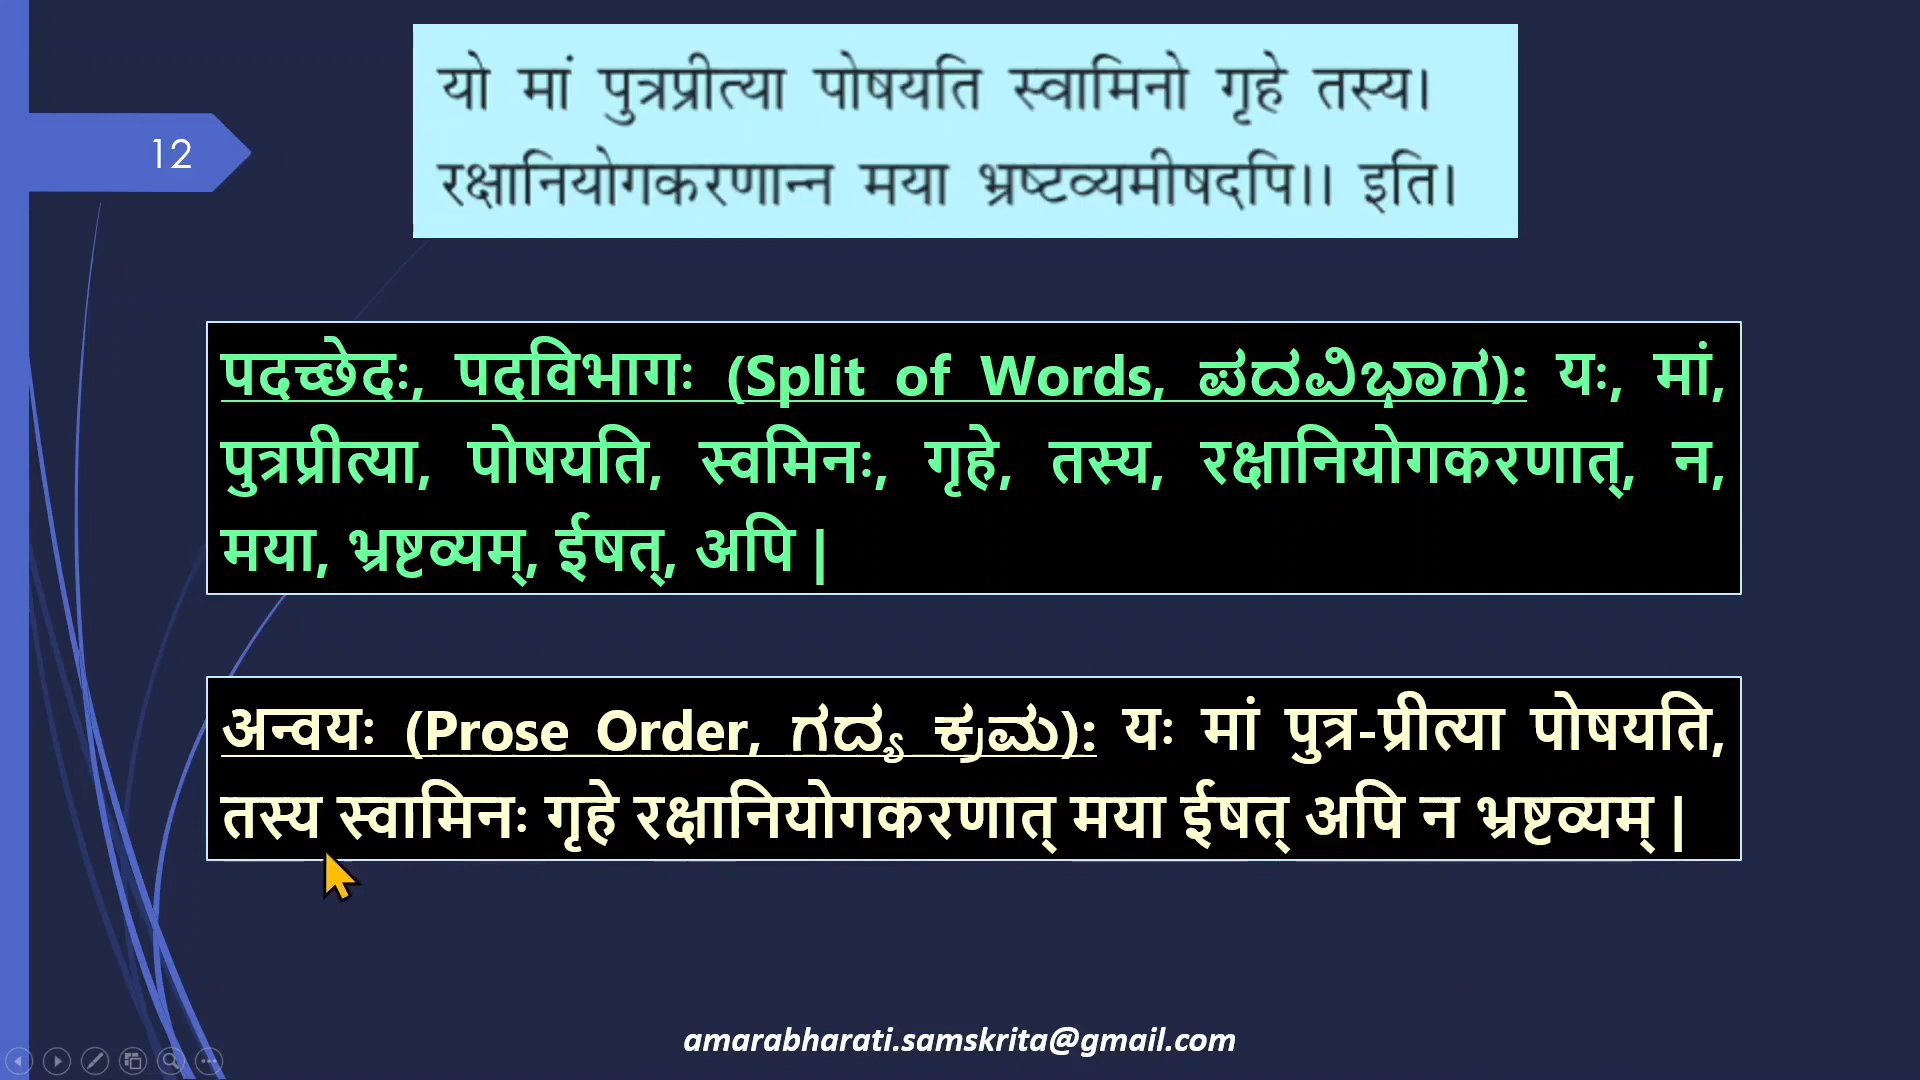 यो मां पुत्रप्रीत्या पोषयति स्वामिनो गृहे तस्य।
रक्षानियोगकरणान्न मया भ्रष्टव्यमीषदपि।। इति।
12
पदच्छेदः, पदविभागः (Split of Words, ಪದವಿಭಾಗ): यः, मां,
पुत्रप्रीत्या, पोषयति, स्वमिनः, गृहे, तस्य, रक्षानियोगकरणात्, न,
मया, भ्रष्टव्यम्, ईषत्, अपि |
अन्वयः (Prose Order, ಗದ್ಯ ಕ್ರಮ): यः मां पुत्र-प्रीत्या पोषयति,
तस्य स्वामिनः गृहे रक्षानियोगकरणात् मया ईषत् अपि न भ्रष्टव्यम् |
amarabharati.samskrita@gmail.com